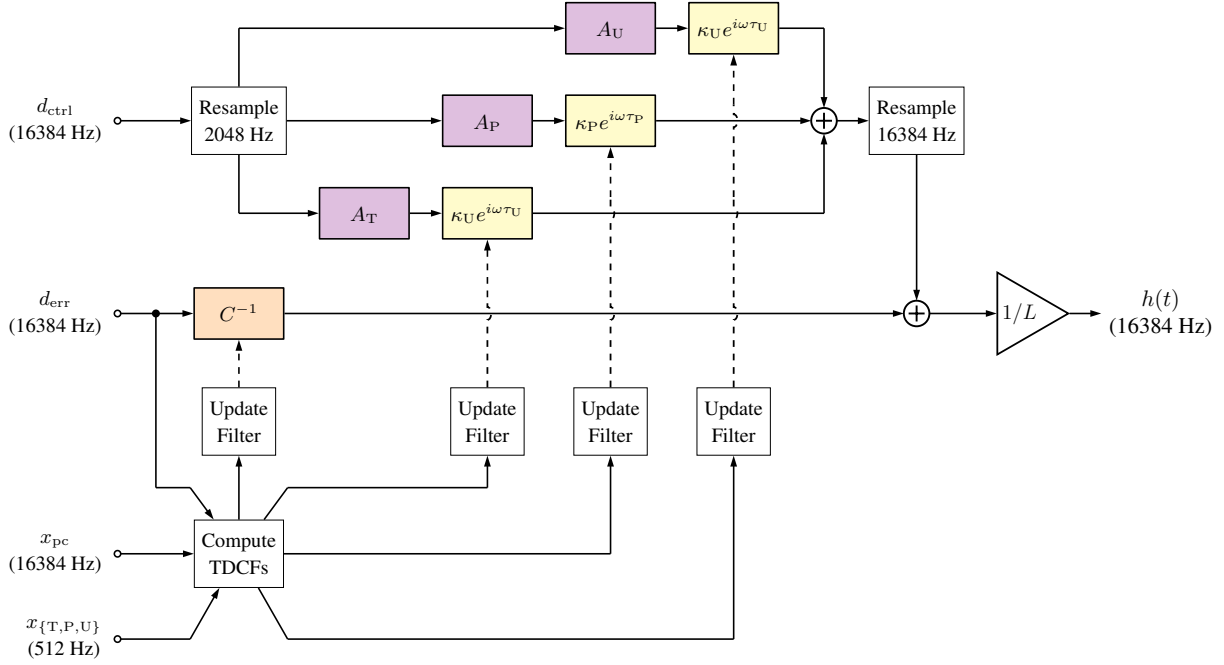 A_U
κ_U e^{iωτ_U}
d_ctrl
(16384 Hz)
Resample
2048 Hz
A_P
κ_P e^{iωτ_P}
Resample
16384 Hz
A_T
κ_U e^{iωτ_U}
d_err
(16384 Hz)
C^{-1}
1/L
h(t)
(16384 Hz)
Update
Filter
Update
Filter
Update
Filter
Update
Filter
x_pc
(16384 Hz)
Compute
TDCFs
x_{T,P,U}
(512 Hz)